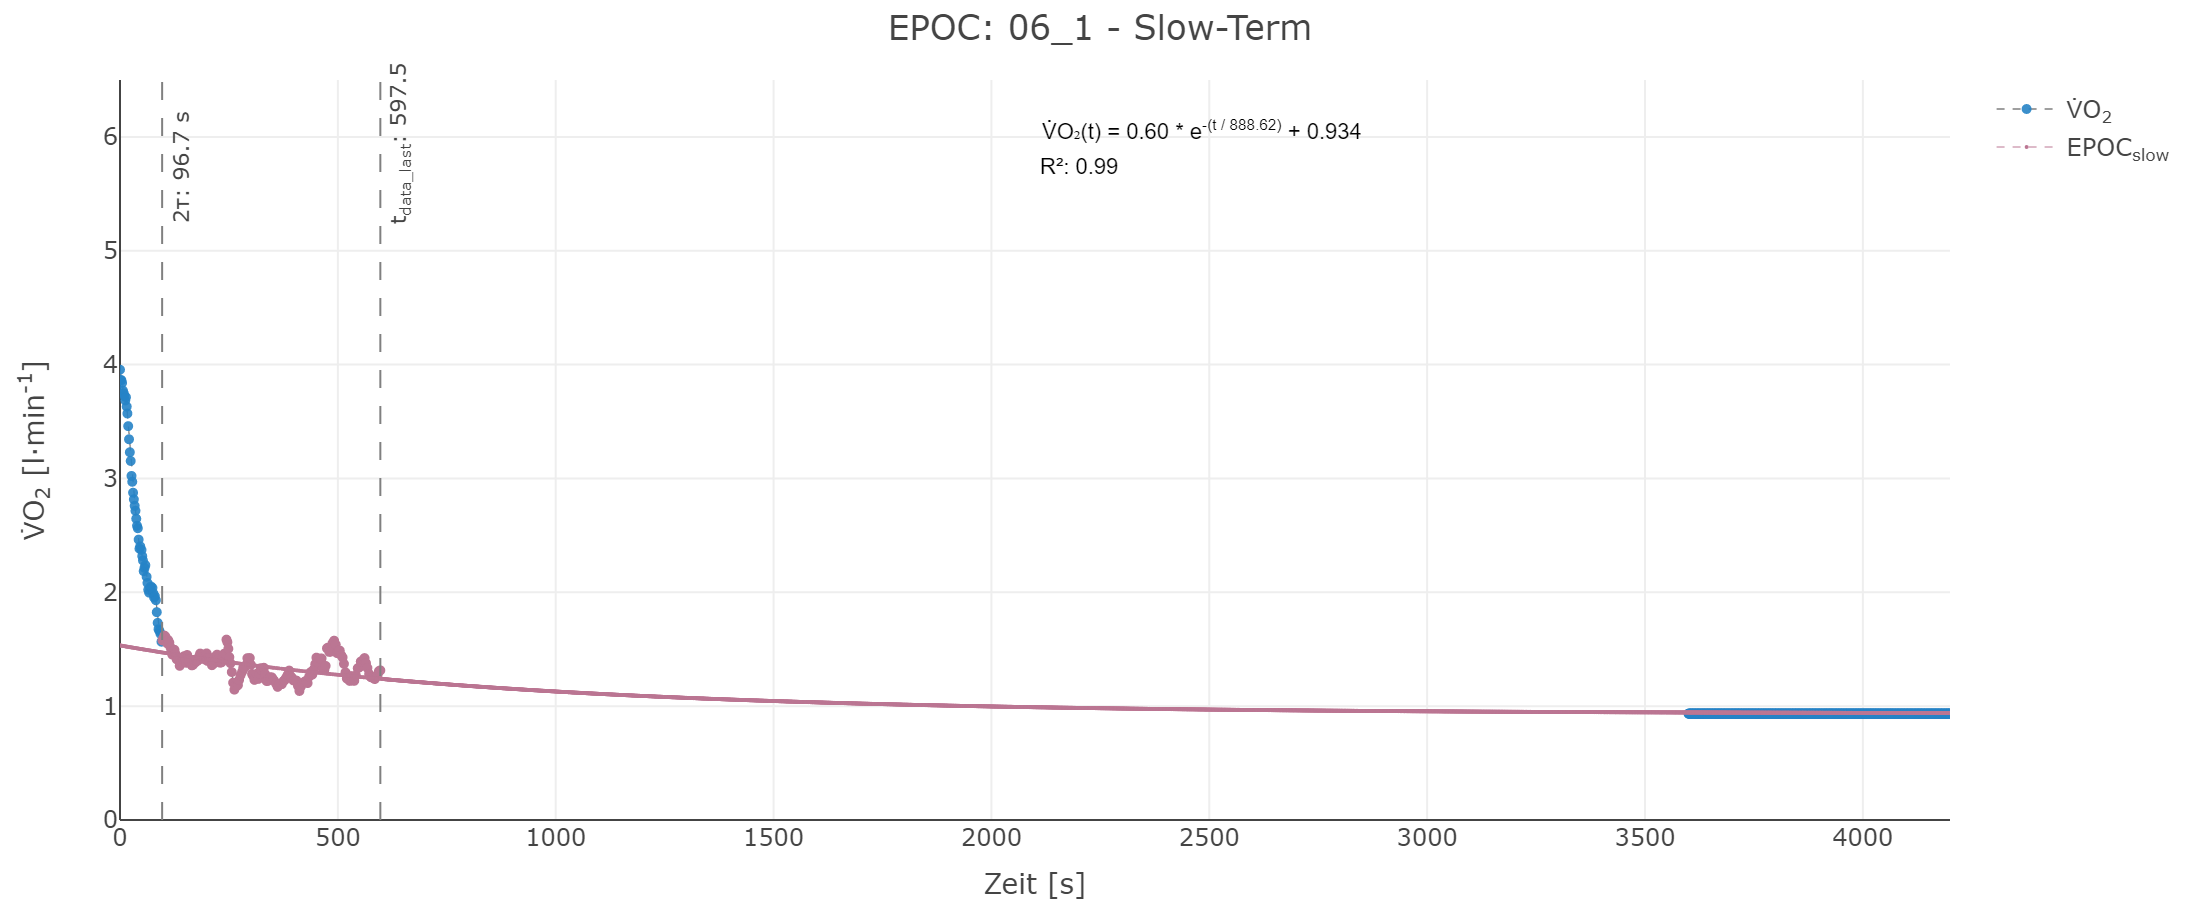 EPOC: 06_1 - Slow-Term
2τ: 96.7 s
t_data_last: 597.5
V̇O₂(t) = 0.60 * e^-(t / 888.62) + 0.934
R²: 0.99
V̇O₂
EPOC_slow
V̇O₂ [l·min⁻¹]
6
5
4
3
2
1
0
0 500 1000 1500 2000 2500 3000 3500 4000
Zeit [s]